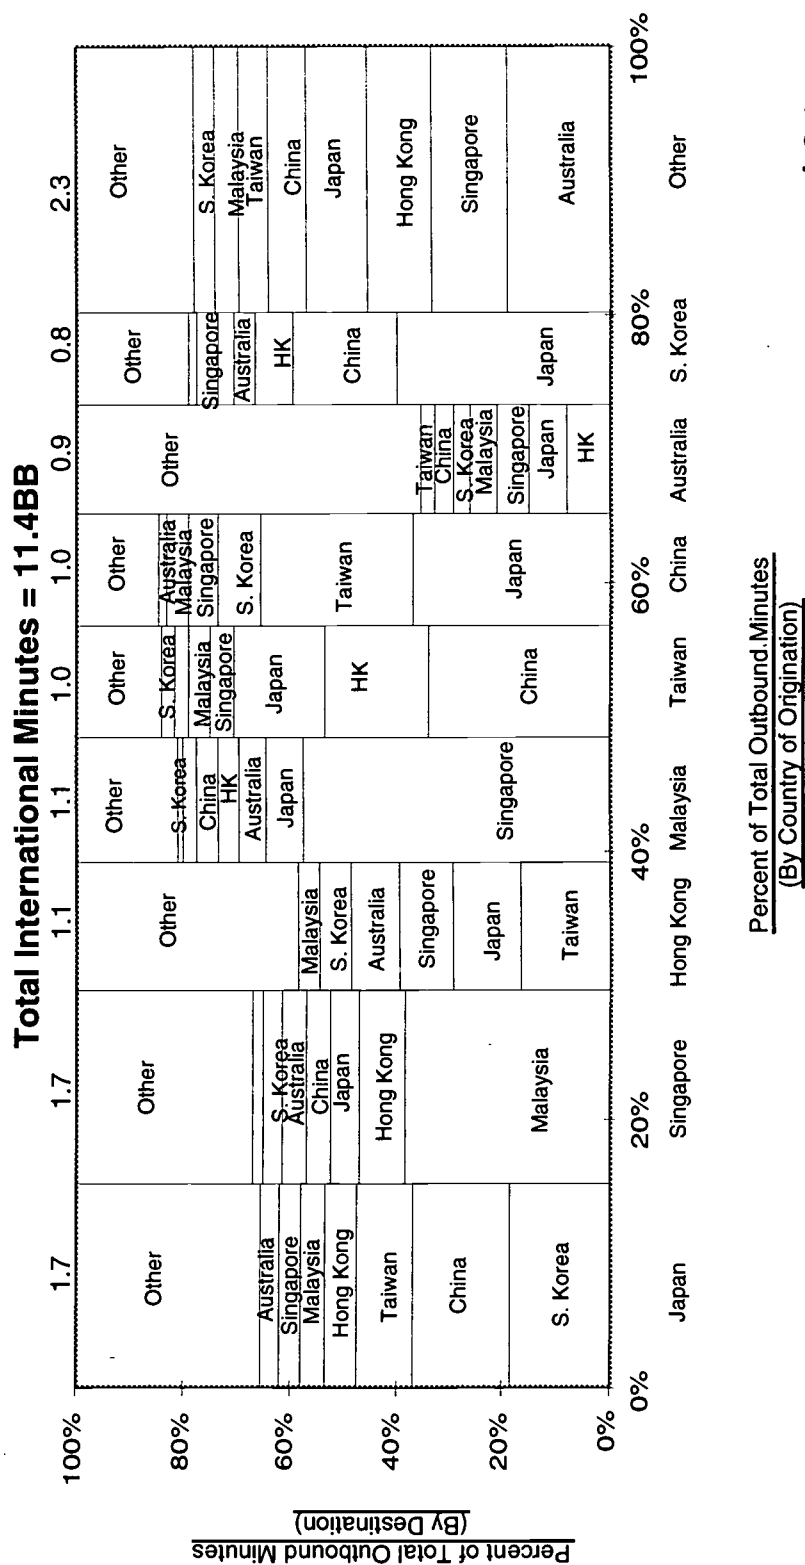 Total International Minutes = 11.4BB
1.7
1.7
1.1
1.1
1.0
1.0
0.9
0.8
2.3
Percent of Total Outbound Minutes
(By Destination)
100%
80%
60%
40%
20%
0%
Other
Australia
Singapore
Malaysia
Hong Kong
Taiwan
China
S. Korea
Other
S. Korea
Australia
China
Japan
Hong Kong
Malaysia
Other
Malaysia
S. Korea
Australia
Singapore
Japan
Taiwan
Other
S. Korea
China
HK
Australia
Japan
Singapore
Other
S. Korea
Malaysia
Singapore
Japan
HK
China
Other
Australia
Malaysia
Singapore
S. Korea
Taiwan
Japan
Other
Taiwan
China
S. Korea
Malaysia
Singapore
Japan
HK
Other
Singapore
Australia
HK
China
Japan
Other
S. Korea
Malaysia
Taiwan
China
Japan
Hong Kong
Singapore
Australia
0%
20%
40%
60%
80%
100%
Japan
Singapore
Hong Kong
Malaysia
Taiwan
China
Australia
S. Korea
Other
Percent of Total Outbound Minutes
(By Country of Origination)